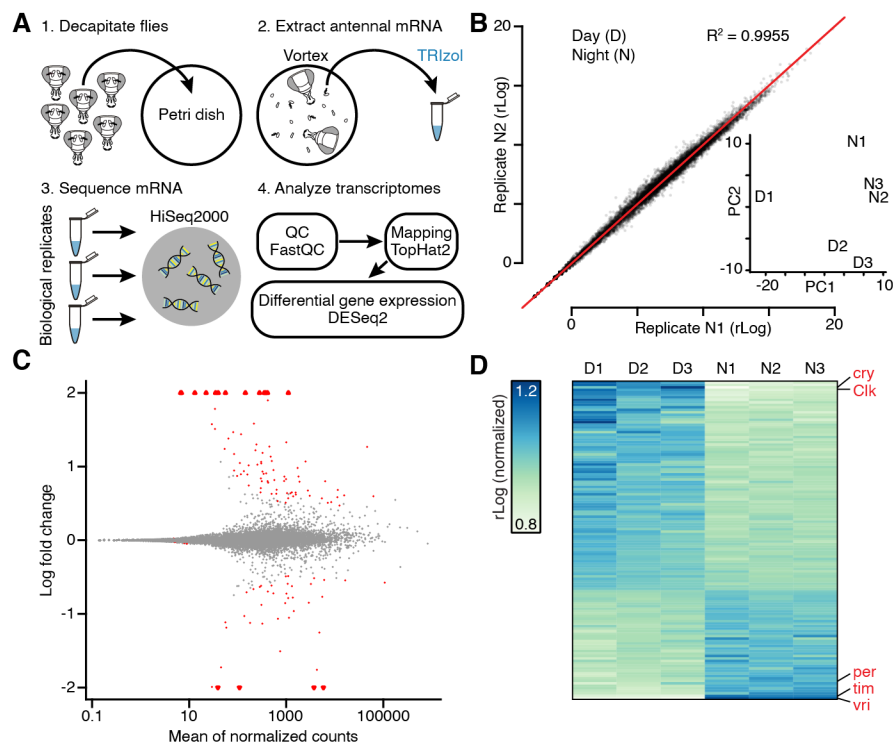 A
1. Decapitate flies
2. Extract antennal mRNA
Vortex
TRIzol
Petri dish
3. Sequence mRNA
4. Analyze transcriptomes
Biological replicates
HiSeq2000
QC
FastQC
Mapping
TopHat2
Differential gene expression
DESeq2
B
20
Day (D)
Night (N)
R² = 0.9955
Replicate N2 (rLog)
0
0
20
Replicate N1 (rLog)
10
-10
PC2
N1
N3
N2
D1
D2
D3
-20
10
PC1
C
2
1
0
-1
-2
Log fold change
0.1
10
1000
100000
Mean of normalized counts
D
D1 D2 D3 N1 N2 N3
1.2
0.8
rLog (normalized)
cry
Clk
per
tim
vri